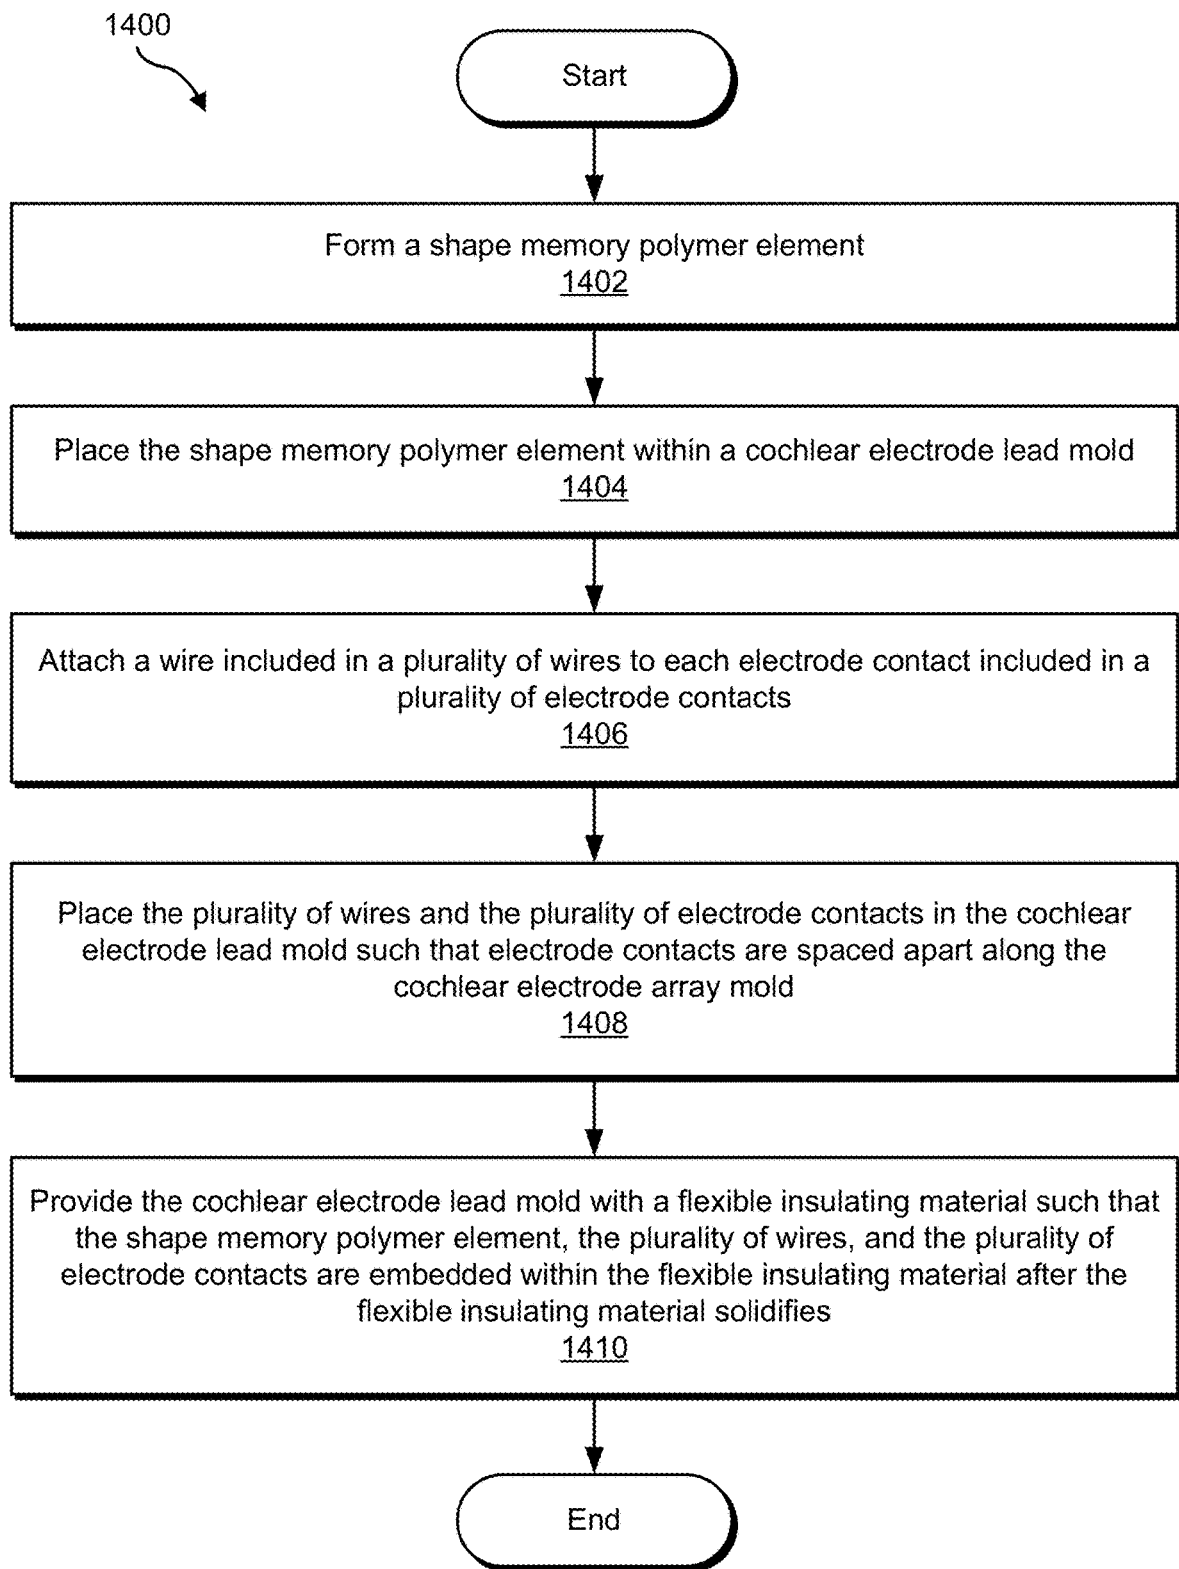 1400
Start
Form a shape memory polymer element
1402
Place the shape memory polymer element within a cochlear electrode lead mold
1404
Attach a wire included in a plurality of wires to each electrode contact included in a
plurality of electrode contacts
1406
Place the plurality of wires and the plurality of electrode contacts in the cochlear
electrode lead mold such that electrode contacts are spaced apart along the
cochlear electrode array mold
1408
Provide the cochlear electrode lead mold with a flexible insulating material such that
the shape memory polymer element, the plurality of wires, and the plurality of
electrode contacts are embedded within the flexible insulating material after the
flexible insulating material solidifies
1410
End